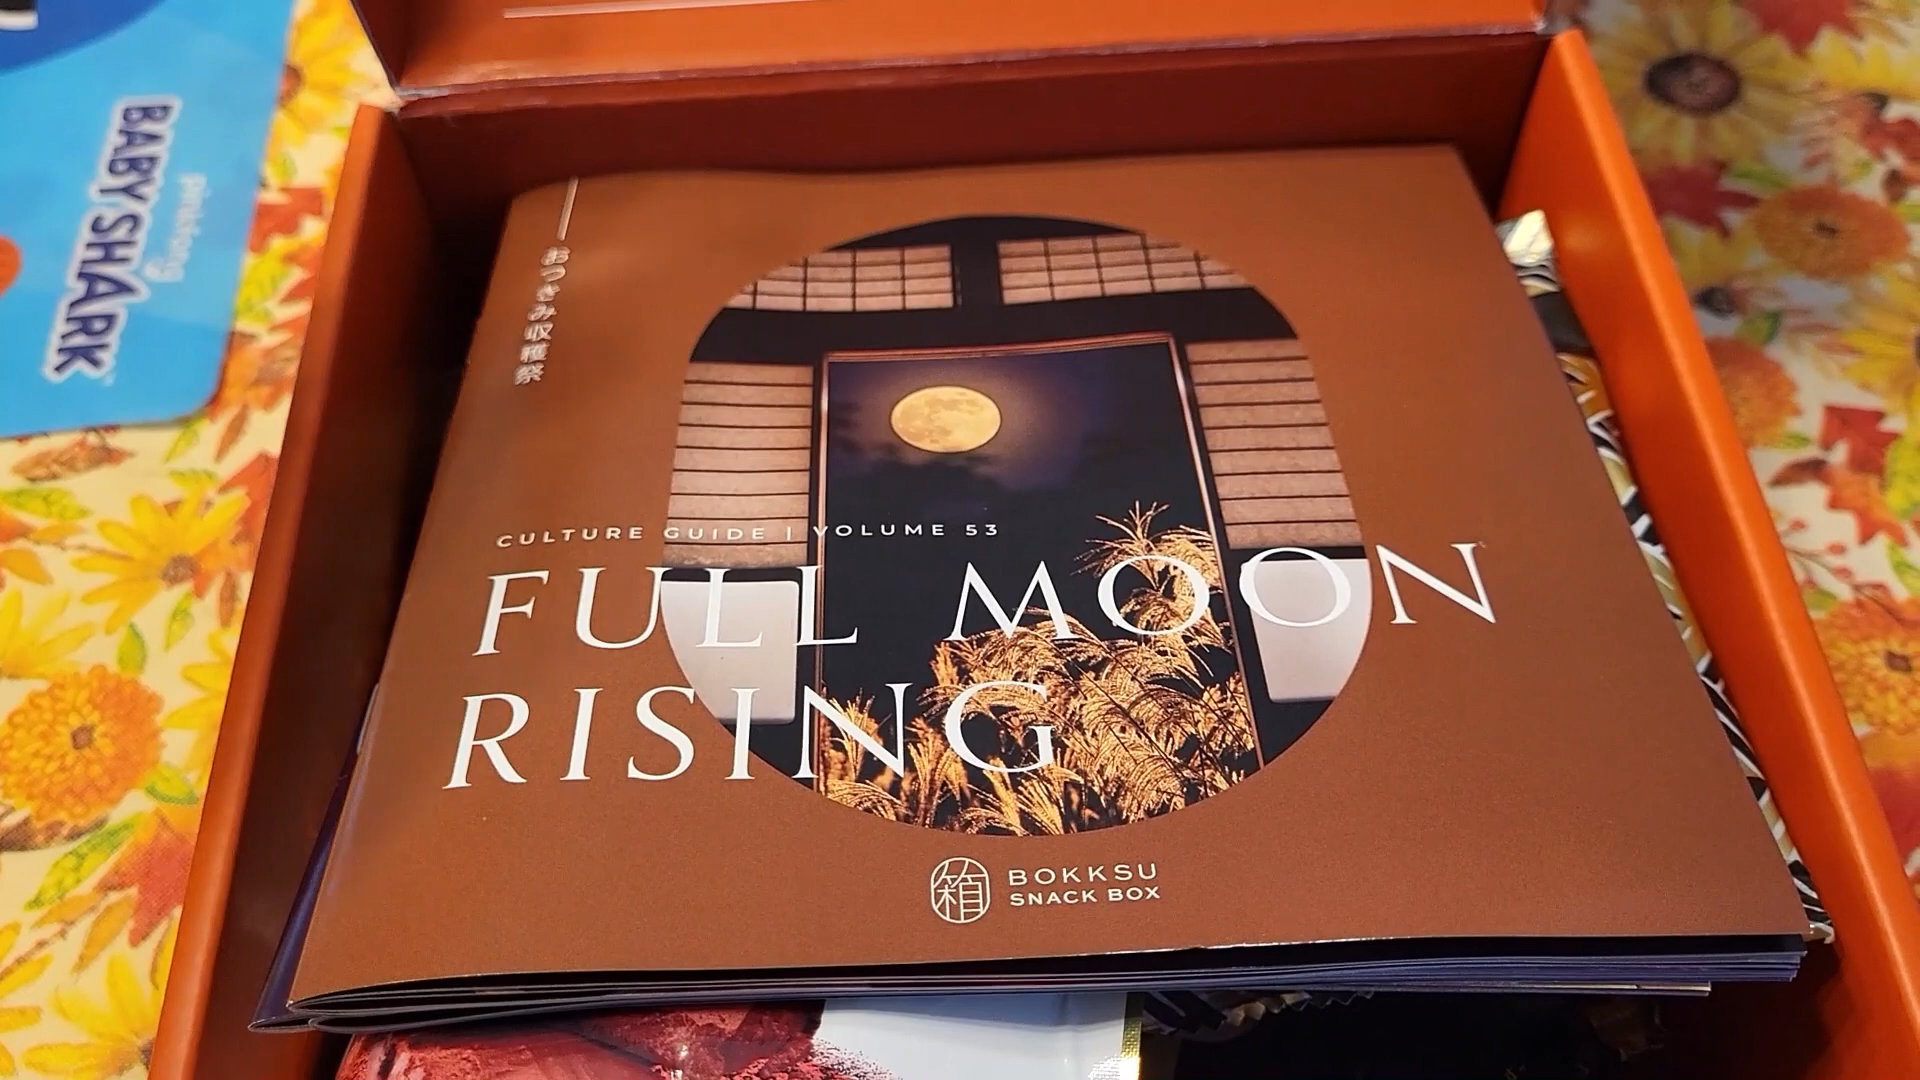 pinkfong
BABY SHARK
おつきみ収穫祭
CULTURE GUIDE | VOLUME 53
FULL MOON
RISING
箱
BOKKSU
SNACK BOX